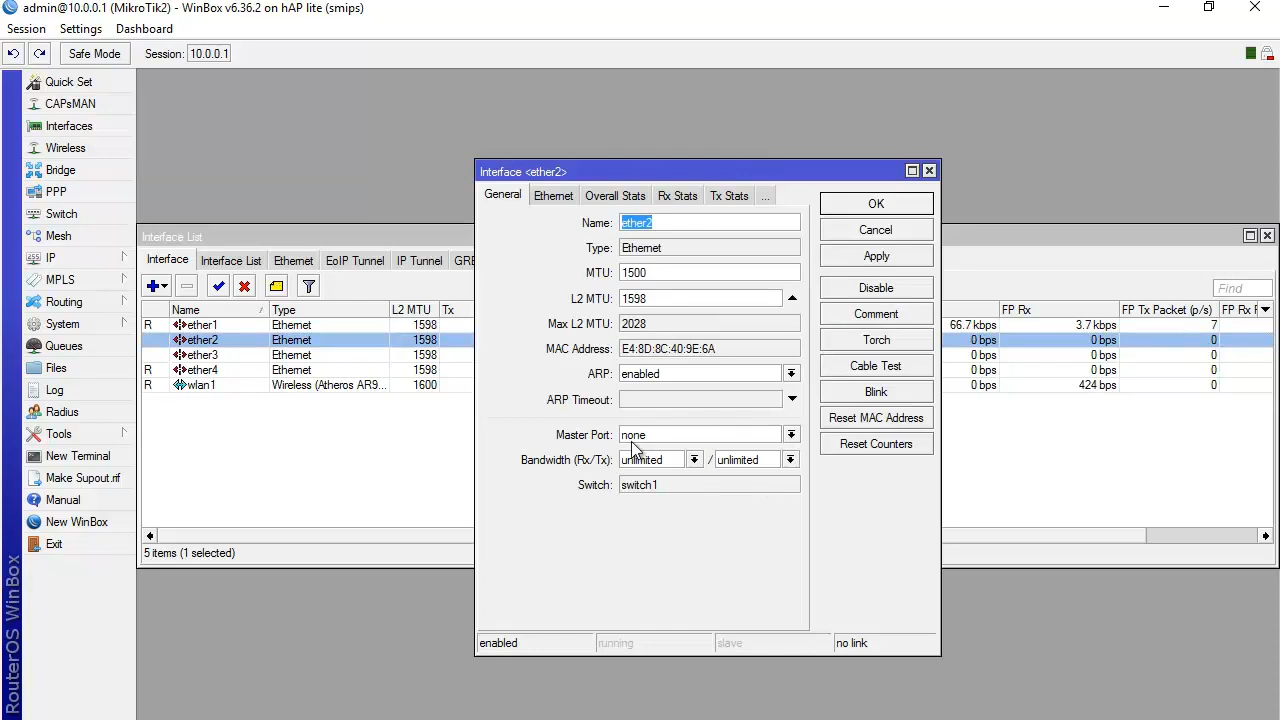 admin@10.0.0.1 (MikroTik2) - WinBox v6.36.2 on hAP lite (smips)
Session Settings Dashboard
Safe Mode Session: 10.0.0.1
Quick Set
CAPsMAN
Interfaces
Wireless
Bridge
PPP
Switch
Mesh
IP
MPLS
Routing
System
Queues
Files
Log
Radius
Tools
New Terminal
Make Supout.rif
Manual
New WinBox
Exit
RouterOS WinBox
Interface List
Interface Interface List Ethernet EoIP Tunnel IP Tunnel GRE
Find
Name Type L2 MTU Tx FP Rx FP Tx Packet (p/s) FP Rx
R ether1 Ethernet 1598 66.7 kbps 3.7 kbps 7
ether2 Ethernet 1598 0 bps 0 bps 0
ether3 Ethernet 1598 0 bps 0 bps 0
R ether4 Ethernet 1598 0 bps 0 bps 0
R wlan1 Wireless (Atheros AR9... 1600 0 bps 424 bps 0
5 items (1 selected)
Interface <ether2>
General Ethernet Overall Stats Rx Stats Tx Stats ...
Name: ether2
Type: Ethernet
MTU: 1500
L2 MTU: 1598
Max L2 MTU: 2028
MAC Address: E4:8D:8C:40:9E:6A
ARP: enabled
ARP Timeout:
Master Port: none
Bandwidth (Rx/Tx): unlimited / unlimited
Switch: switch1
OK
Cancel
Apply
Disable
Comment
Torch
Cable Test
Blink
Reset MAC Address
Reset Counters
enabled running slave no link